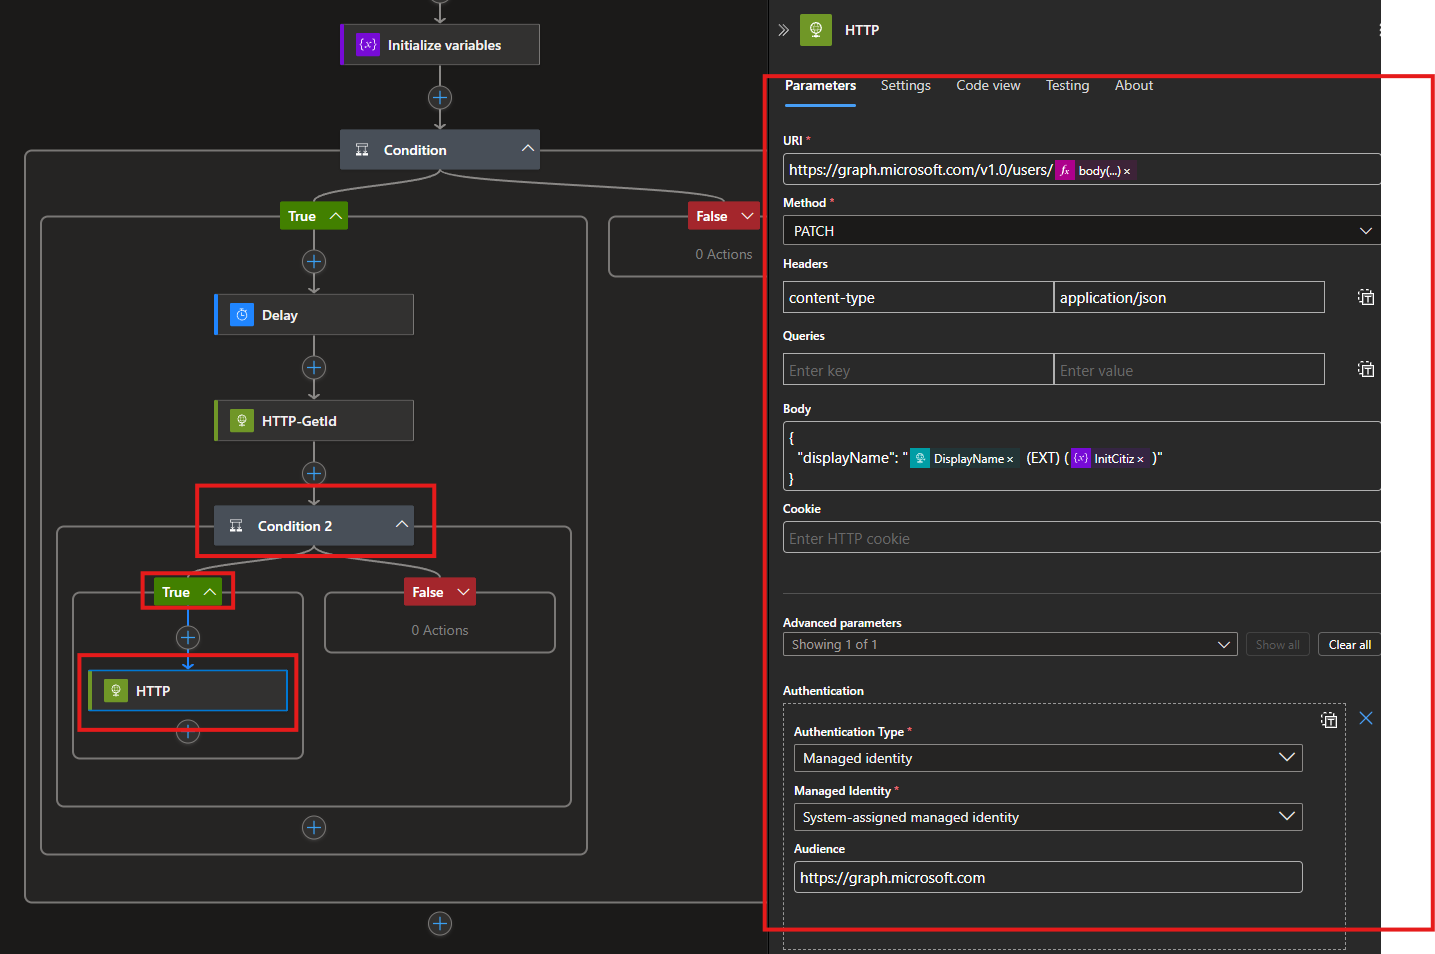 Initialize variables
Condition
True
False
0 Actions
Delay
HTTP-GetId
Condition 2
True
False
0 Actions
HTTP
HTTP
Parameters Settings Code view Testing About
URI *
https://graph.microsoft.com/v1.0/users/ fx body(...) ×
Method *
PATCH
Headers
content-type application/json
Queries
Enter key Enter value
Body
{
"displayName": " DisplayName × (EXT) ( {x} InitCitiz × )"
}
Cookie
Enter HTTP cookie
Advanced parameters
Showing 1 of 1 Show all Clear all
Authentication
Authentication Type *
Managed identity
Managed Identity *
System-assigned managed identity
Audience
https://graph.microsoft.com